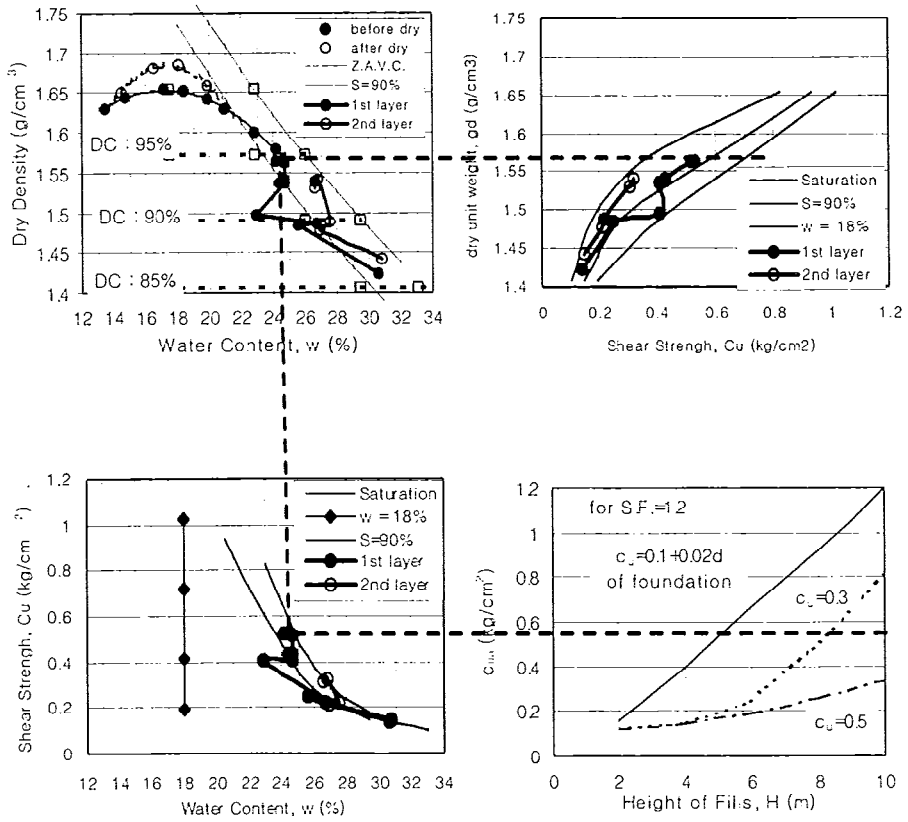 Dry Density (g/cm³)
1.75
1.7
1.65
1.6
1.55
1.5
1.45
1.4
DC : 95%
DC : 90%
DC : 85%
before dry
after dry
Z.A.V.C.
S=90%
1st layer
2nd layer
12 14 16 18 20 22 24 26 28 30 32 34
Water Content, w (%)
dry unit weight, gd (g/cm3)
1.75
1.7
1.65
1.6
1.55
1.5
1.45
1.4
Saturation
S=90%
w = 18%
1st layer
2nd layer
0 0.2 0.4 0.6 0.8 1 1.2
Shear Strengh, Cu (kg/cm2)
Shear Strengh, Cu (kg/cm²)
1.2
1
0.8
0.6
0.4
0.2
0
Saturation
w = 18%
S=90%
1st layer
2nd layer
12 14 16 18 20 22 24 26 28 30 32 34
Water Content, w (%)
(kg/cm²)
1.2
1
0.8
0.6
0.4
0.2
0
for S.F.=1.2
cᵤ=0.1+0.02d
of foundation
cᵤ=0.3
cᵤ=0.5
0 2 4 6 8 10
Height of Fills, H (m)